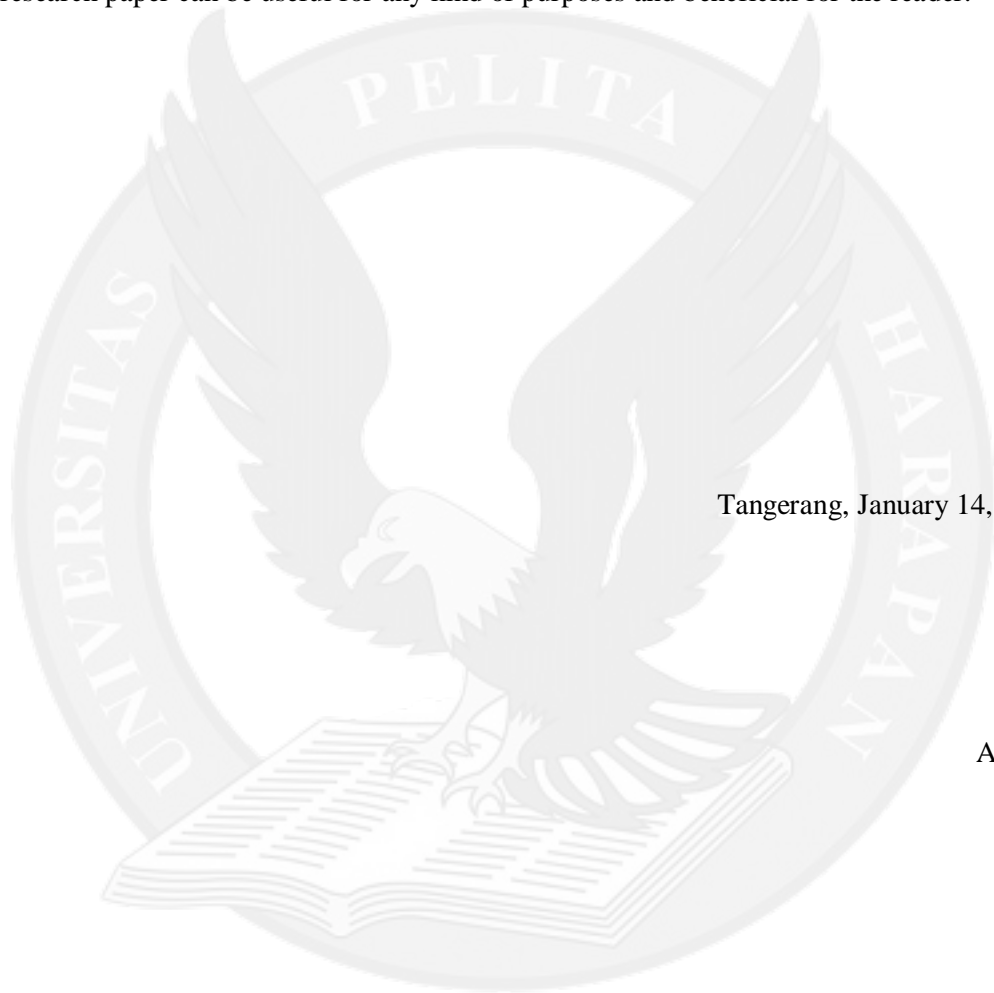 research paper can be useful for any kind of purposes and beneficial for the reader.
PELITA
UNIVERSITAS
HARAPAN
Tangerang, January 14,
A